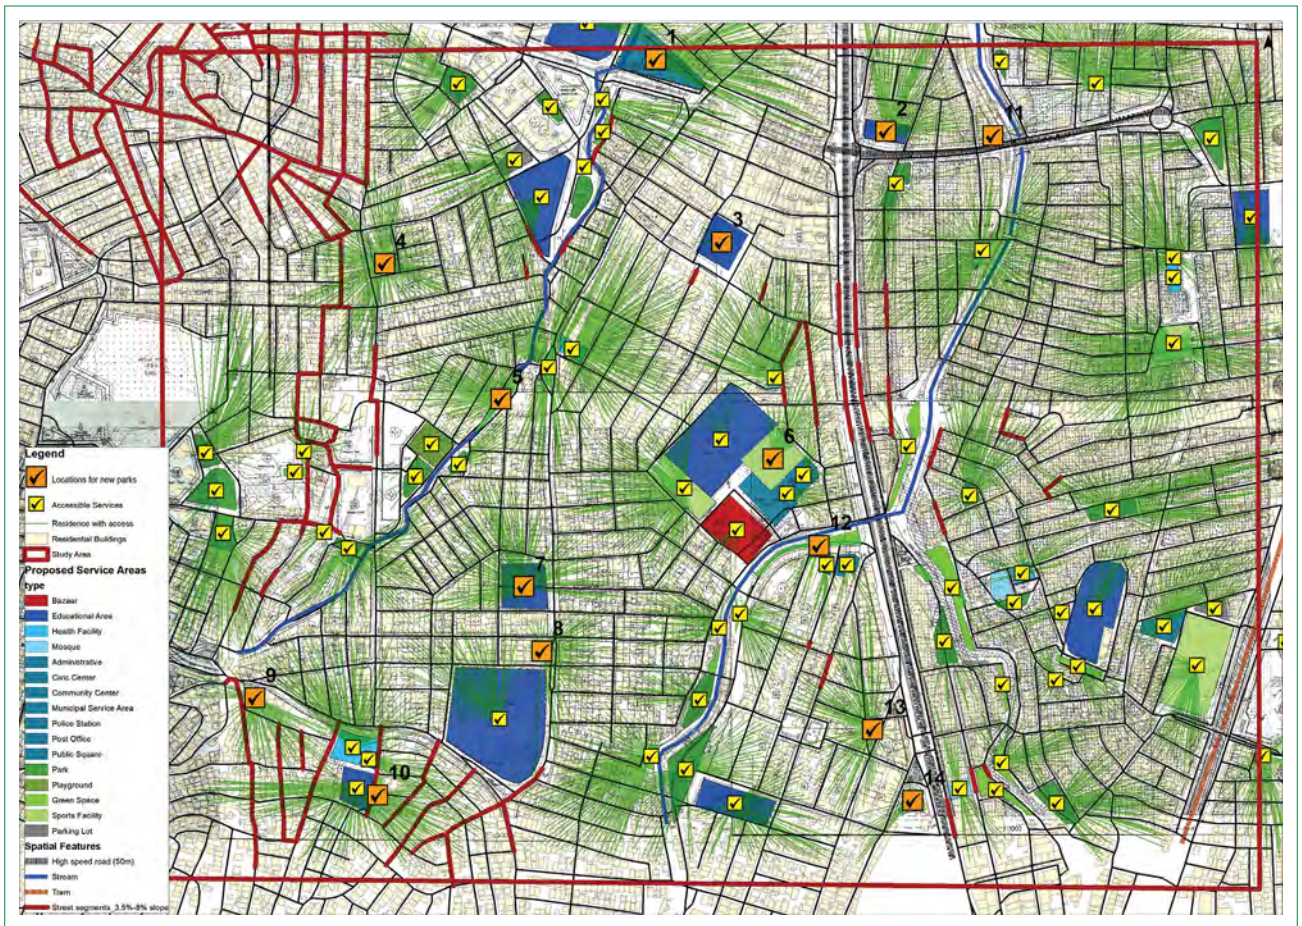 1
2
11
3
4
5
6
12
7
8
9
10
13
14
Legend
Locations for new parks
Accessible Services
Residence with access
Residential Buildings
Study Area
Proposed Service Areas
type
Bazaar
Educational Area
Health Facility
Mosque
Administrative
Civic Center
Community Center
Municipal Service Area
Police Station
Post Office
Public Square
Park
Playground
Green Space
Sports Facility
Parking Lot
Spatial Features
High speed road (50m)
Stream
Train
Street segments_3.5%-8% slope